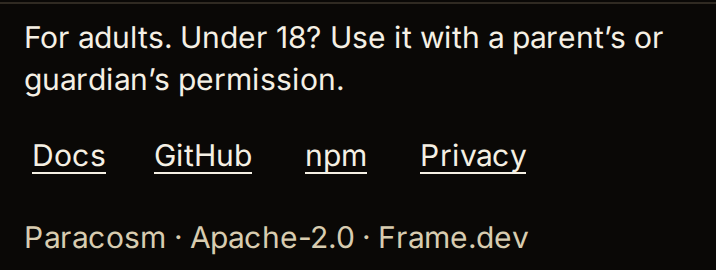 For adults. Under 18? Use it with a parent’s or
guardian’s permission.
Docs GitHub npm Privacy
Paracosm · Apache-2.0 · Frame.dev